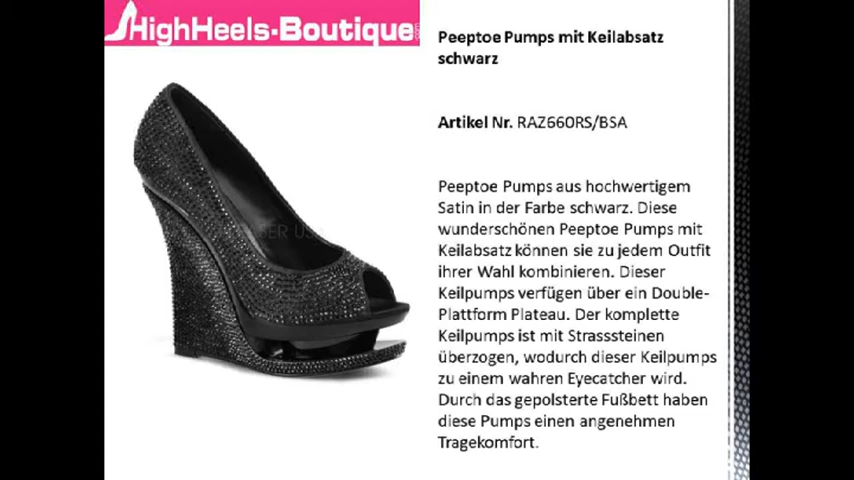 HighHeels-Boutique.com
Peeptoe Pumps mit Keilabsatz
schwarz
Artikel Nr. RAZ660RS/BSA
Peeptoe Pumps aus hochwertigem
Satin in der Farbe schwarz. Diese
wunderschönen Peeptoe Pumps mit
Keilabsatz können sie zu jedem Outfit
ihrer Wahl kombinieren. Dieser
Keilpumps verfügen über ein Double-
Plattform Plateau. Der komplette
Keilpumps ist mit Strasssteinen
überzogen, wodurch dieser Keilpumps
zu einem wahren Eyecatcher wird.
Durch das gepolsterte Fußbett haben
diese Pumps einen angenehmen
Tragekomfort.